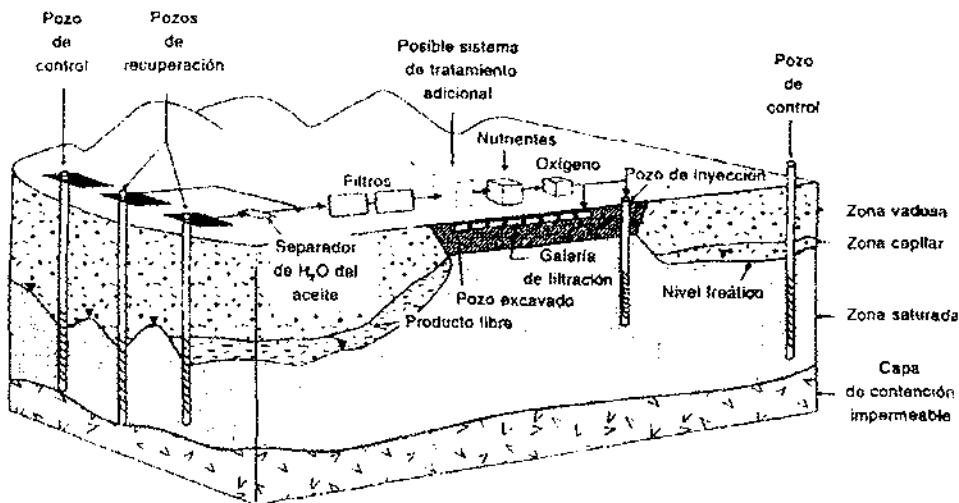 Pozo
de
control
Pozos
de
recuperación
Posible sistema
de tratamiento
adicional
Pozo
de
control
Nutrientes
Oxígeno
Filtros
Pozo de inyección
Separador
de H₂O del
aceite
Galería
de filtración
Pozo excavado
Producto libre
Nivel freático
Zona vadosa
Zona capilar
Zona saturada
Capa
de contención
impermeable